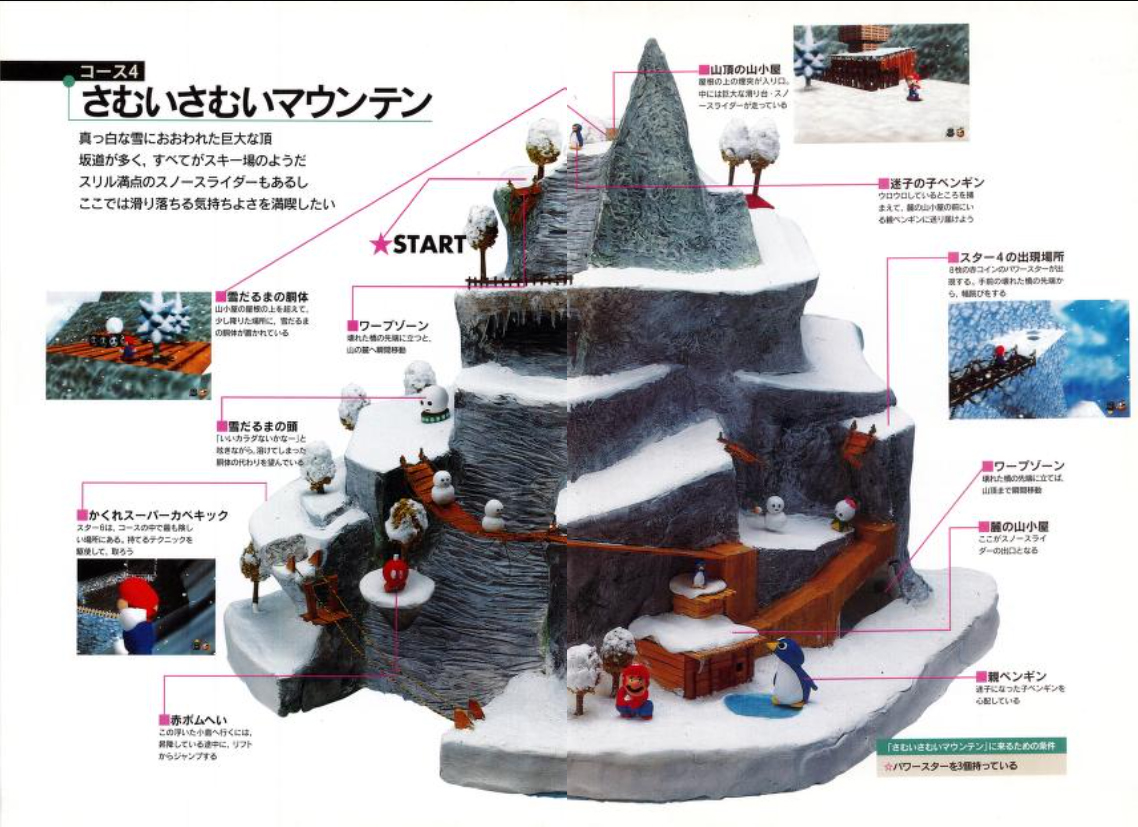 コース4
さむいさむいマウンテン
真っ白な雪におおわれた巨大な頂
坂道が多く、すべてがスキー場のようだ
スリル満点のスノースライダーもあるし
ここでは滑り落ちる気持ちよさを満喫したい
★START
■山頂の山小屋
屋根の上の煙突が入り口。
中には巨大な滑り台・スノ
ースライダーが走っている
■迷子の子ペンギン
ウロウロしているところを捕
まえて、麓の山小屋の前にい
る親ペンギンに送り届けよう
■スター4の出現場所
8枚の赤コインのパワースターが出
現する。手前の壊れた橋の先端か
ら、幅跳びをする
■雪だるまの胴体
山小屋の屋根の上を超えて、
少し降りた場所に、雪だるま
の胴体が置かれている
■ワープゾーン
壊れた橋の先端に立つと、
山の麓へ瞬間移動
■雪だるまの頭
「いいカラダないかなー」と
呟きながら、溶けてしまった
胴体の代わりを望んでいる
■かくれスーパーカベキック
スター6は、コースの中で最も険し
い場所にある。持てるテクニックを
駆使して、取ろう
■ワープゾーン
壊れた橋の先端に立てば、
山頂まで瞬間移動
■麓の山小屋
ここがスノースライ
ダーの出口となる
■親ペンギン
迷子になった子ペンギンを
心配している
■赤ボムへい
この浮いた小島へ行くには、
昇降している途中に、リフト
からジャンプする
「さむいさむいマウンテン」に来るための条件
☆パワースターを3個持っている